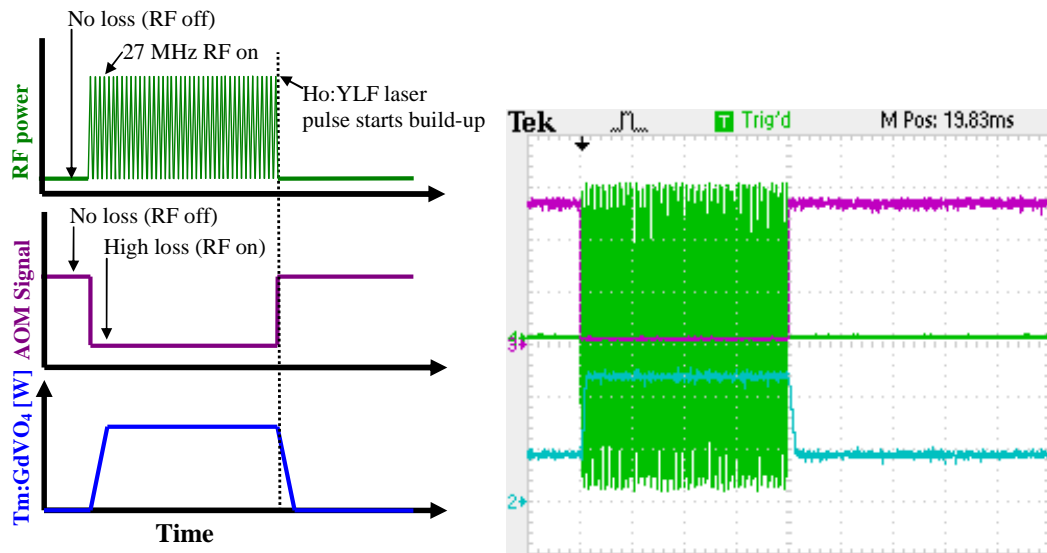 No loss (RF off)
27 MHz RF on
Ho:YLF laser
pulse starts build-up
RF power
No loss (RF off)
High loss (RF on)
AOM Signal
Tm:GdVO₄ [W]
Time
Tek
T Trig'd
M Pos: 19.83ms
3
2